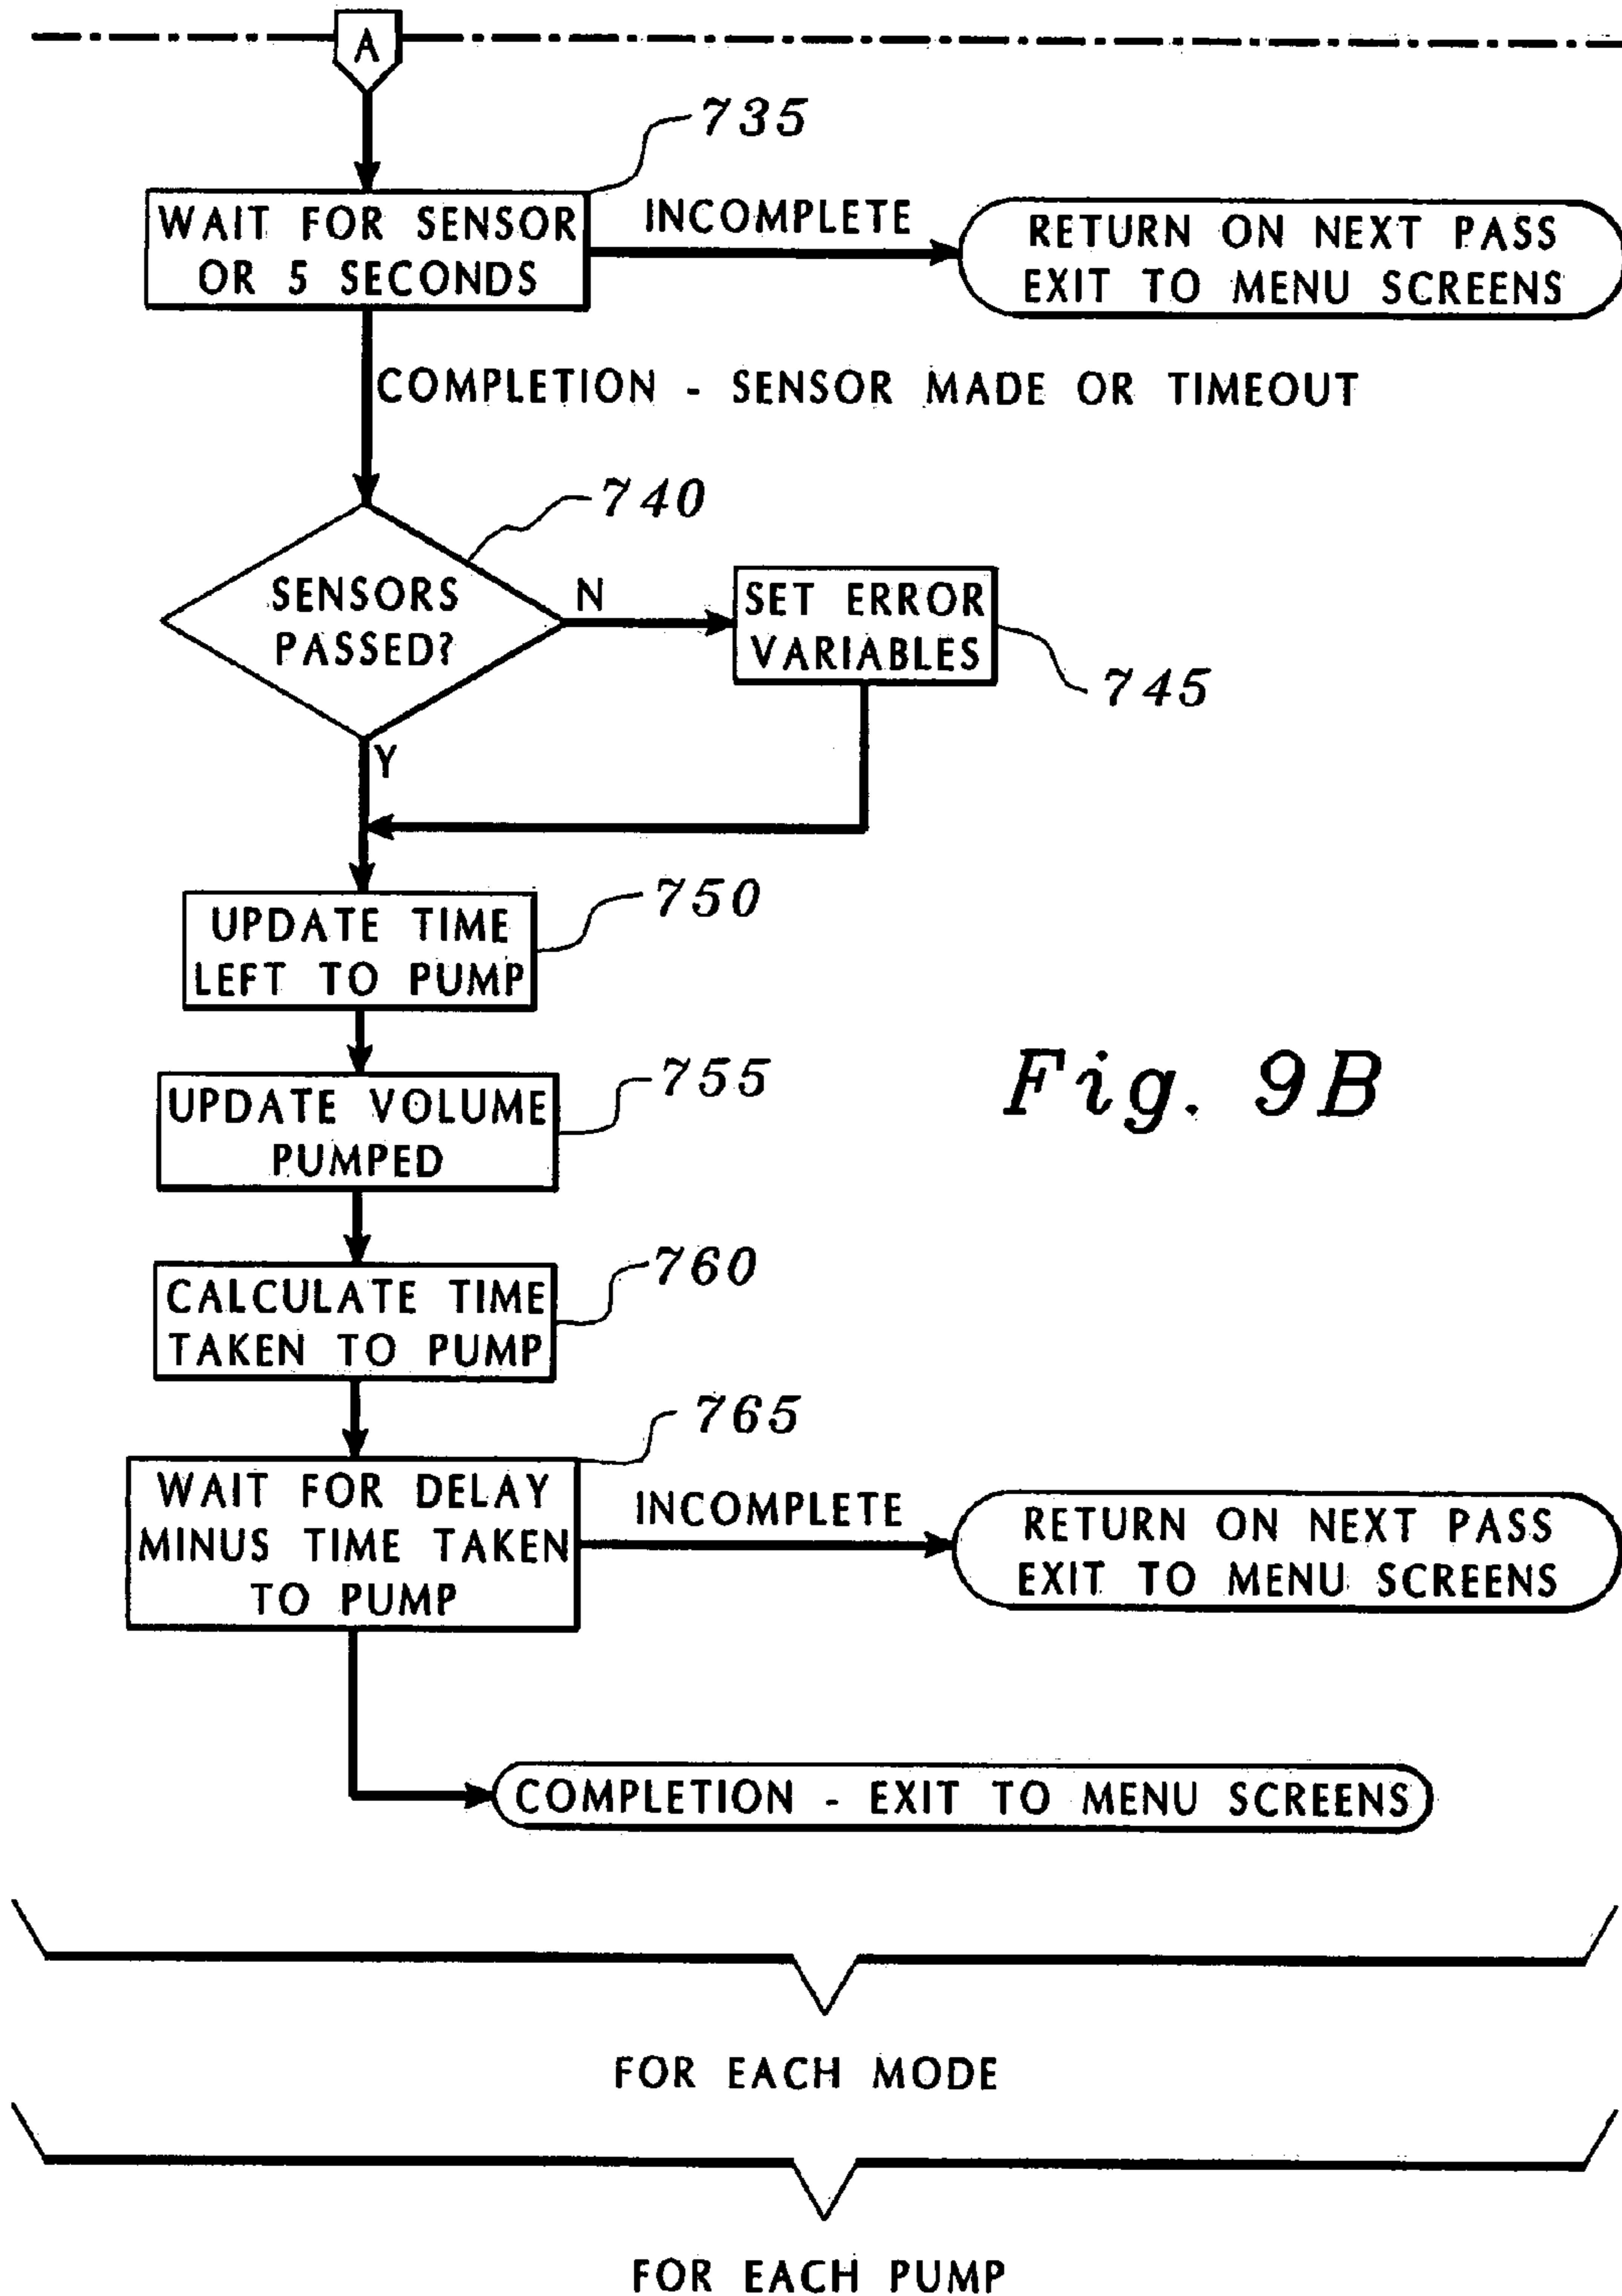 A
735
WAIT FOR SENSOR
OR 5 SECONDS
INCOMPLETE
RETURN ON NEXT PASS
EXIT TO MENU SCREENS
COMPLETION - SENSOR MADE OR TIMEOUT
740
SENSORS
PASSED?
N
SET ERROR
VARIABLES
745
Y
750
UPDATE TIME
LEFT TO PUMP
755
UPDATE VOLUME
PUMPED
Fig. 9B
760
CALCULATE TIME
TAKEN TO PUMP
765
WAIT FOR DELAY
MINUS TIME TAKEN
TO PUMP
INCOMPLETE
RETURN ON NEXT PASS
EXIT TO MENU SCREENS
COMPLETION - EXIT TO MENU SCREENS
FOR EACH MODE
FOR EACH PUMP